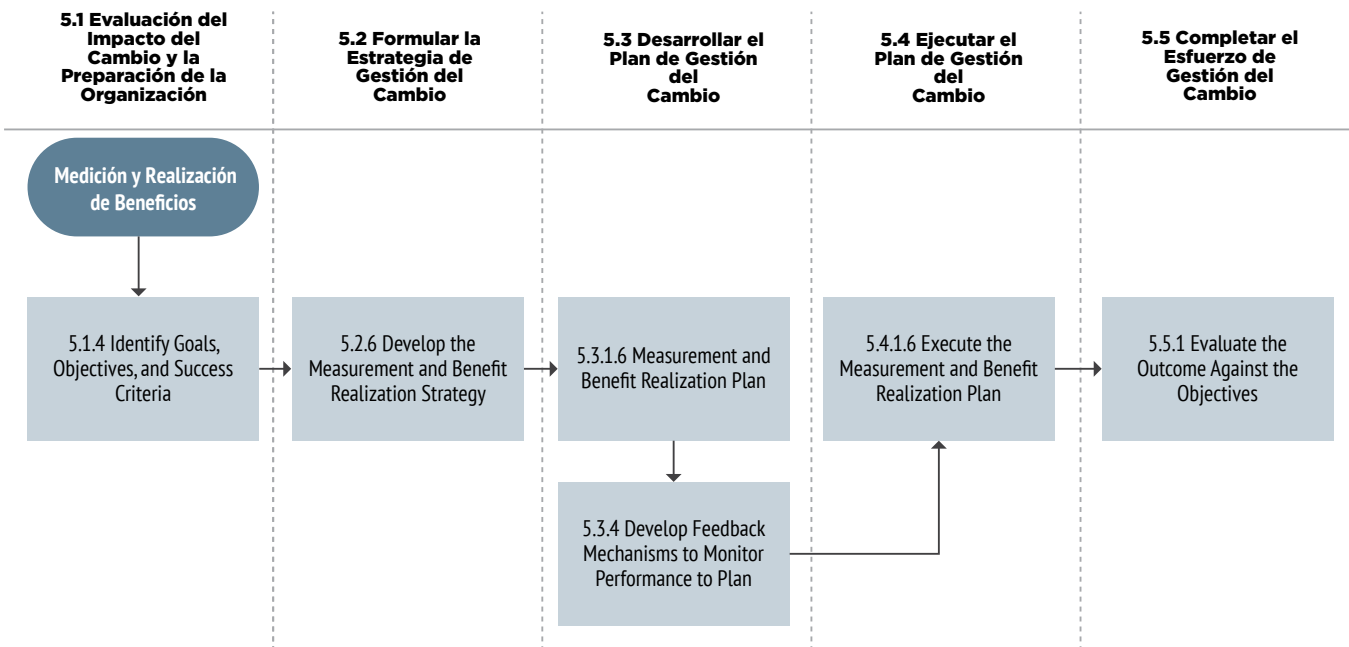 5.1 Evaluación del
Impacto del
Cambio y la
Preparación de la
Organización
5.2 Formular la
Estrategia de
Gestión del
Cambio
5.3 Desarrollar el
Plan de Gestión
del
Cambio
5.4 Ejecutar el
Plan de Gestión
del
Cambio
5.5 Completar el
Esfuerzo de
Gestión del
Cambio
Medición y Realización
de Beneficios
5.1.4 Identify Goals,
Objectives, and Success
Criteria
5.2.6 Develop the
Measurement and Benefit
Realization Strategy
5.3.1.6 Measurement and
Benefit Realization Plan
5.4.1.6 Execute the
Measurement and Benefit
Realization Plan
5.5.1 Evaluate the
Outcome Against the
Objectives
5.3.4 Develop Feedback
Mechanisms to Monitor
Performance to Plan